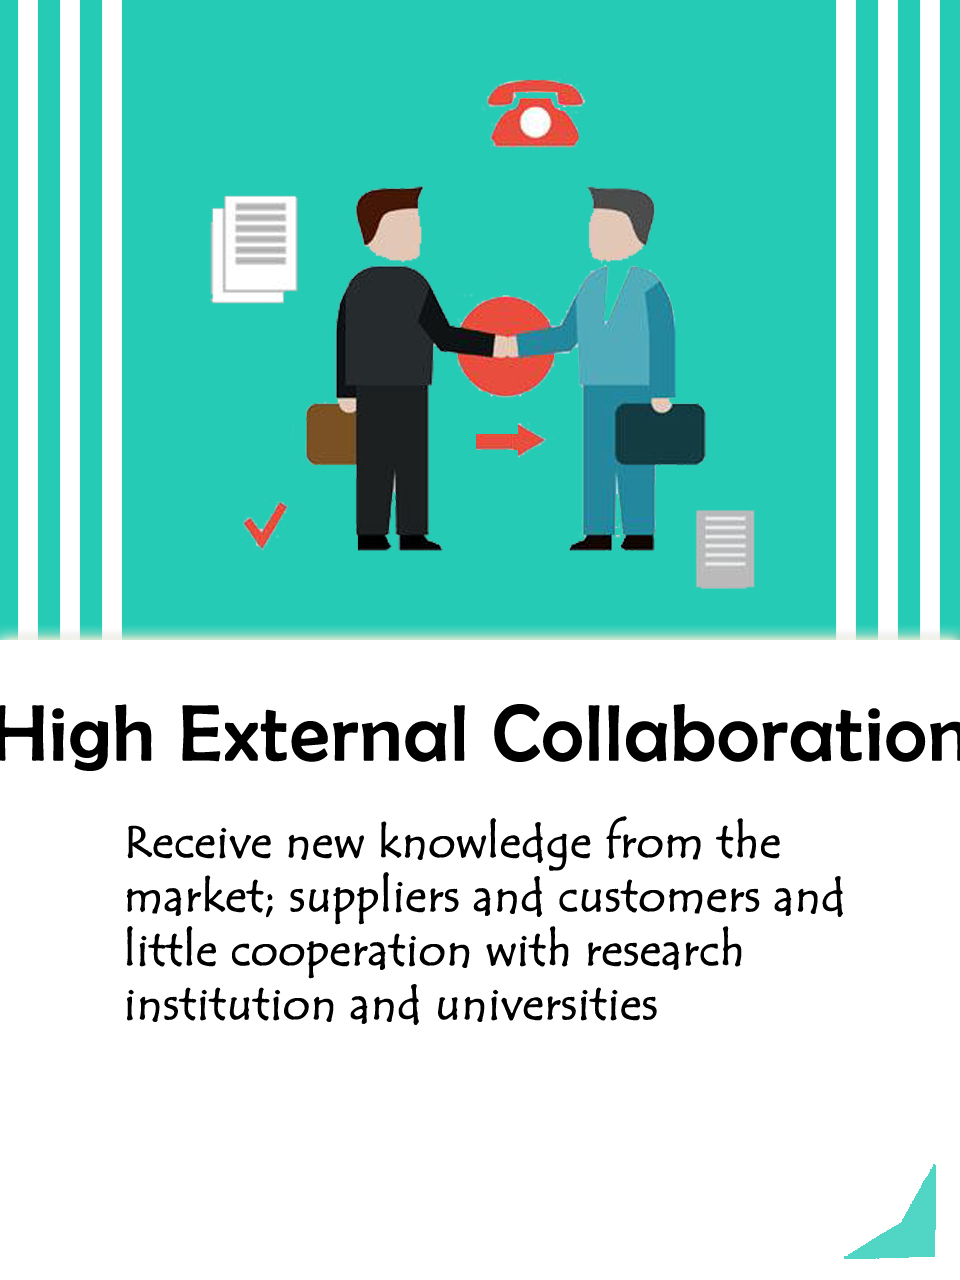 High External Collaboration
Receive new knowledge from the
market; suppliers and customers and
little cooperation with research
institution and universities